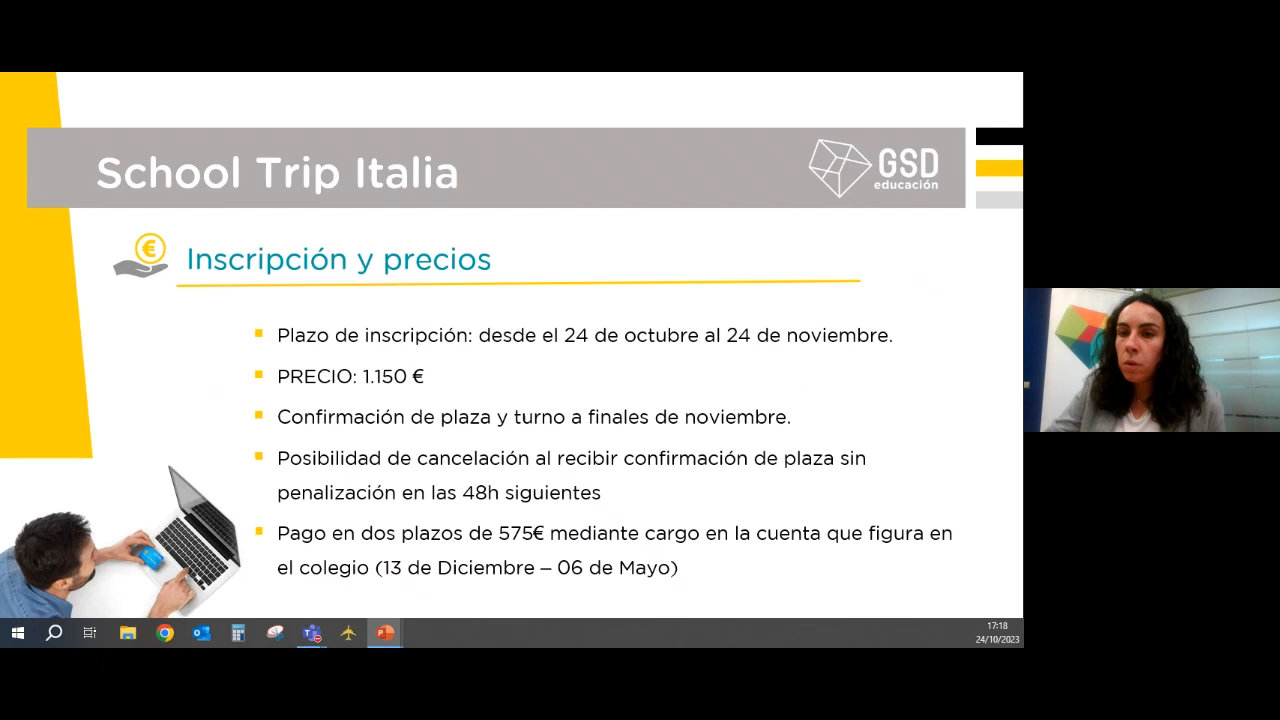 School Trip Italia
GSD
educación
€
Inscripción y precios
Plazo de inscripción: desde el 24 de octubre al 24 de noviembre.
PRECIO: 1.150 €
Confirmación de plaza y turno a finales de noviembre.
Posibilidad de cancelación al recibir confirmación de plaza sin
penalización en las 48h siguientes
Pago en dos plazos de 575€ mediante cargo en la cuenta que figura en
el colegio (13 de Diciembre – 06 de Mayo)
17:18
24/10/2023